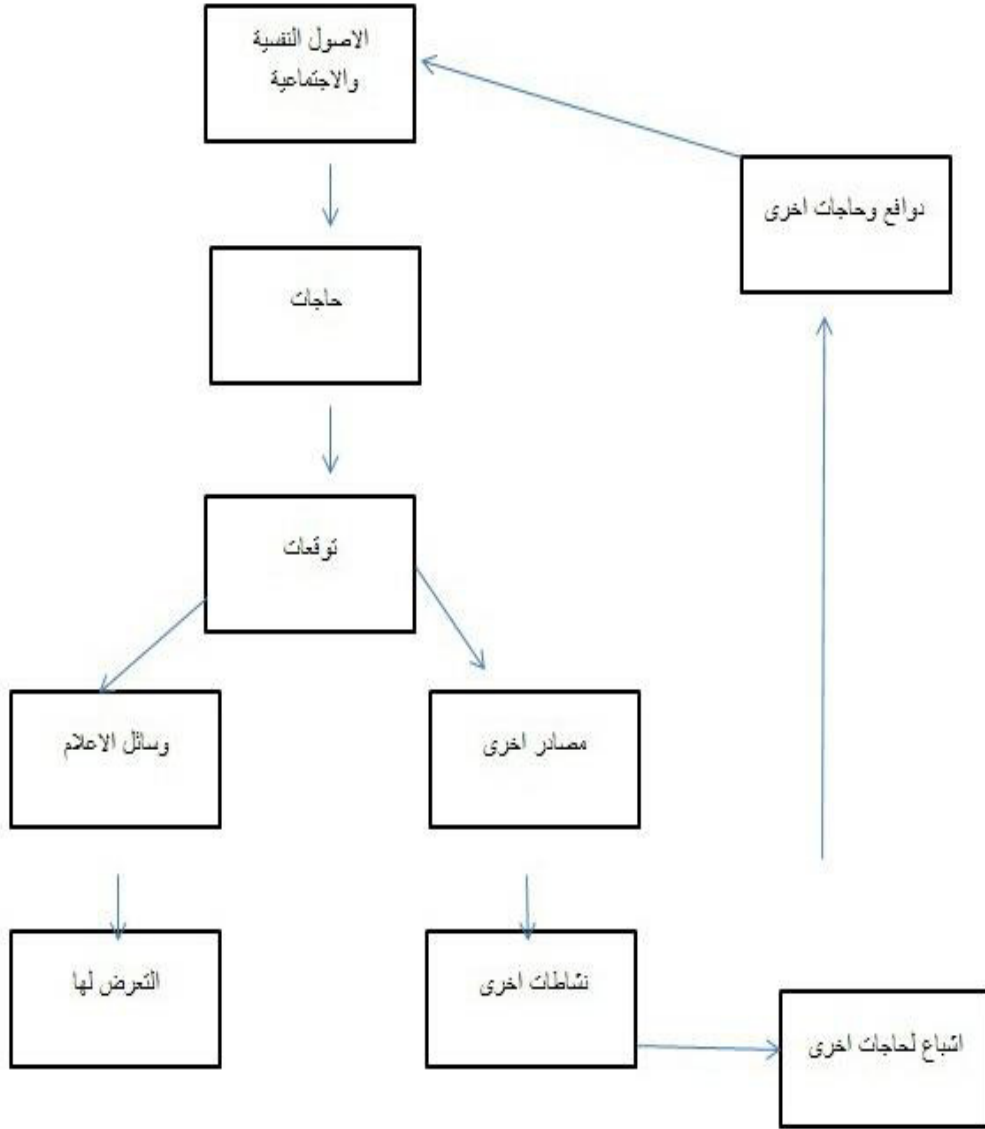 الاصول النفسية
والاجتماعية
دوافع وحاجات اخرى
حاجات
توقعات
وسائل الاعلام
مصادر اخرى
التعرض لها
نشاطات اخرى
اشباع لحاجات اخرى